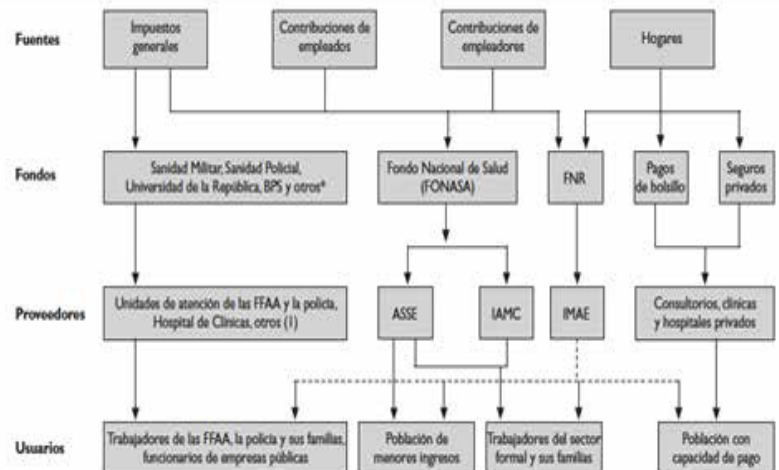 Fuentes
Impuestos
generales
Contribuciones de
empleados
Contribuciones de
empleadores
Hogares
Fondos
Sanidad Militar, Sanidad Policial,
Universidad de la República, BPS y otros*
Fondo Nacional de Salud
(FONASA)
FNR
Pagos
de bolsillo
Seguros
privados
Proveedores
Unidades de atención de las FFAA y la policía,
Hospital de Clínicas, otros (1)
ASSE
IAMC
IMAE
Consultorios, clínicas
y hospitales privados
Usuarios
Trabajadores de las FFAA, la policía y sus familias,
funcionarios de empresas públicas
Población de
menores ingresos
Trabajadores del sector
formal y sus familias
Población con
capacidad de pago